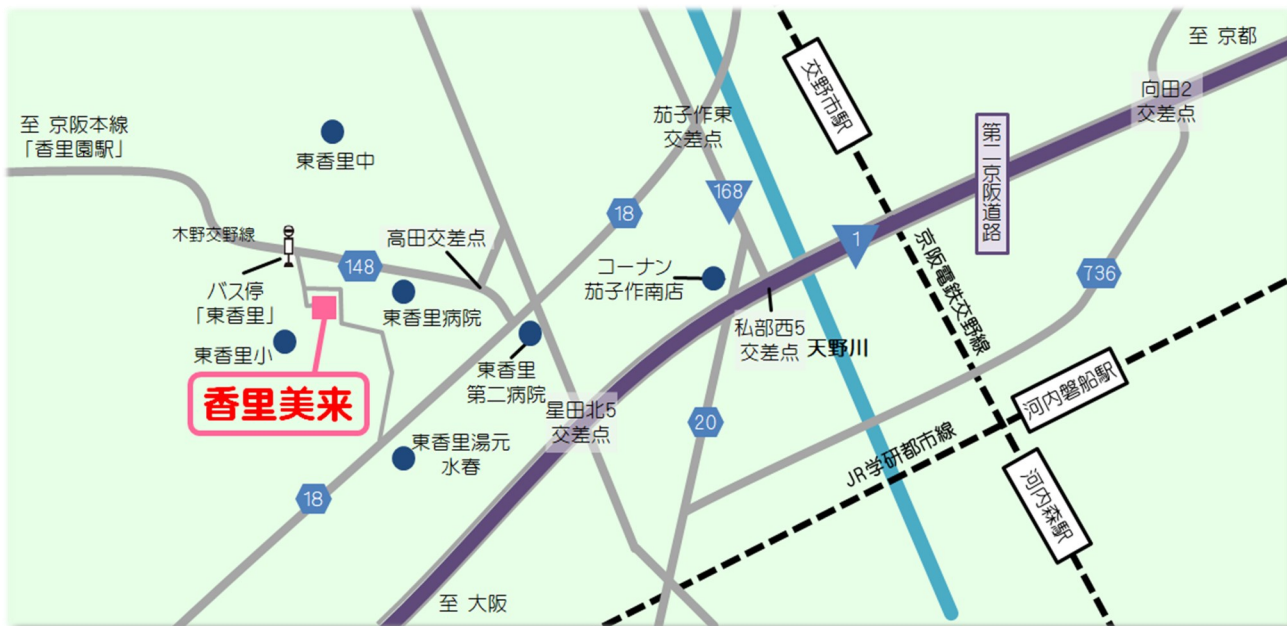 至 京都
向田2
交差点
交野市駅
茄子作東
交差点
至 京阪本線
「香里園駅」
東香里中
第二京阪道路
168
18
1
木野交野線
高田交差点
148
コーナン
茄子作南店
京阪電鉄交野線
736
バス停
「東香里」
東香里病院
私部西5
交差点
天野川
東香里小
東香里
第二病院
香里美来
河内磐船駅
星田北5
交差点
20
東香里湯元
水春
JR学研都市線
18
河内森駅
至 大阪